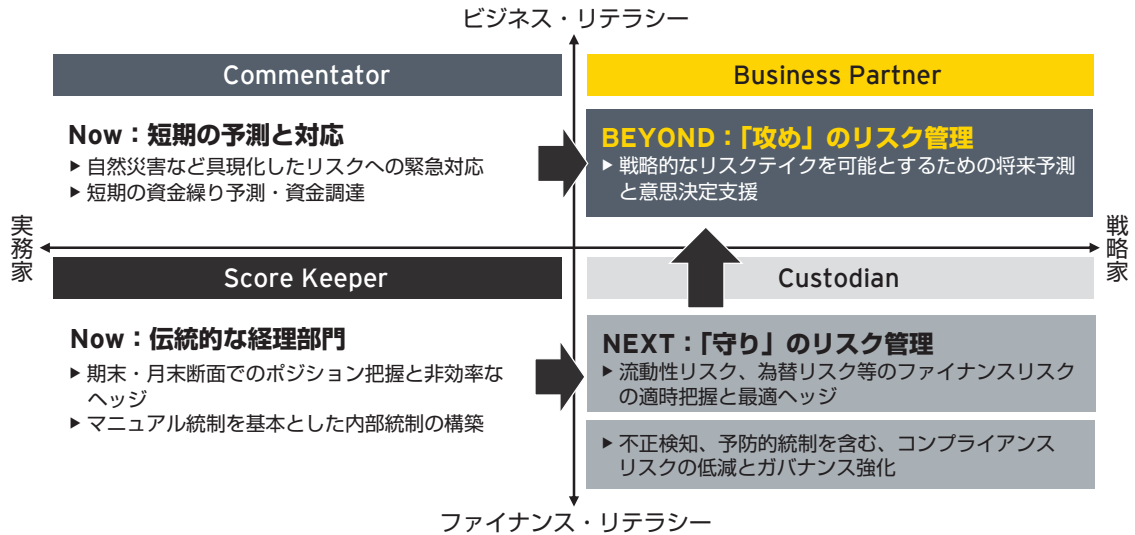 ビジネス・リテラシー
Commentator
Now：短期の予測と対応
▶ 自然災害など具現化したリスクへの緊急対応
▶ 短期の資金繰り予測・資金調達
Business Partner
BEYOND：「攻め」のリスク管理
▶ 戦略的なリスクテイクを可能とするための将来予測
と意思決定支援
実務家
戦略家
Score Keeper
Now：伝統的な経理部門
▶ 期末・月末断面でのポジション把握と非効率な
ヘッジ
▶ マニュアル統制を基本とした内部統制の構築
Custodian
NEXT：「守り」のリスク管理
▶ 流動性リスク、為替リスク等のファイナンスリスク
の適時把握と最適ヘッジ
▶ 不正検知、予防的統制を含む、コンプライアンス
リスクの低減とガバナンス強化
ファイナンス・リテラシー